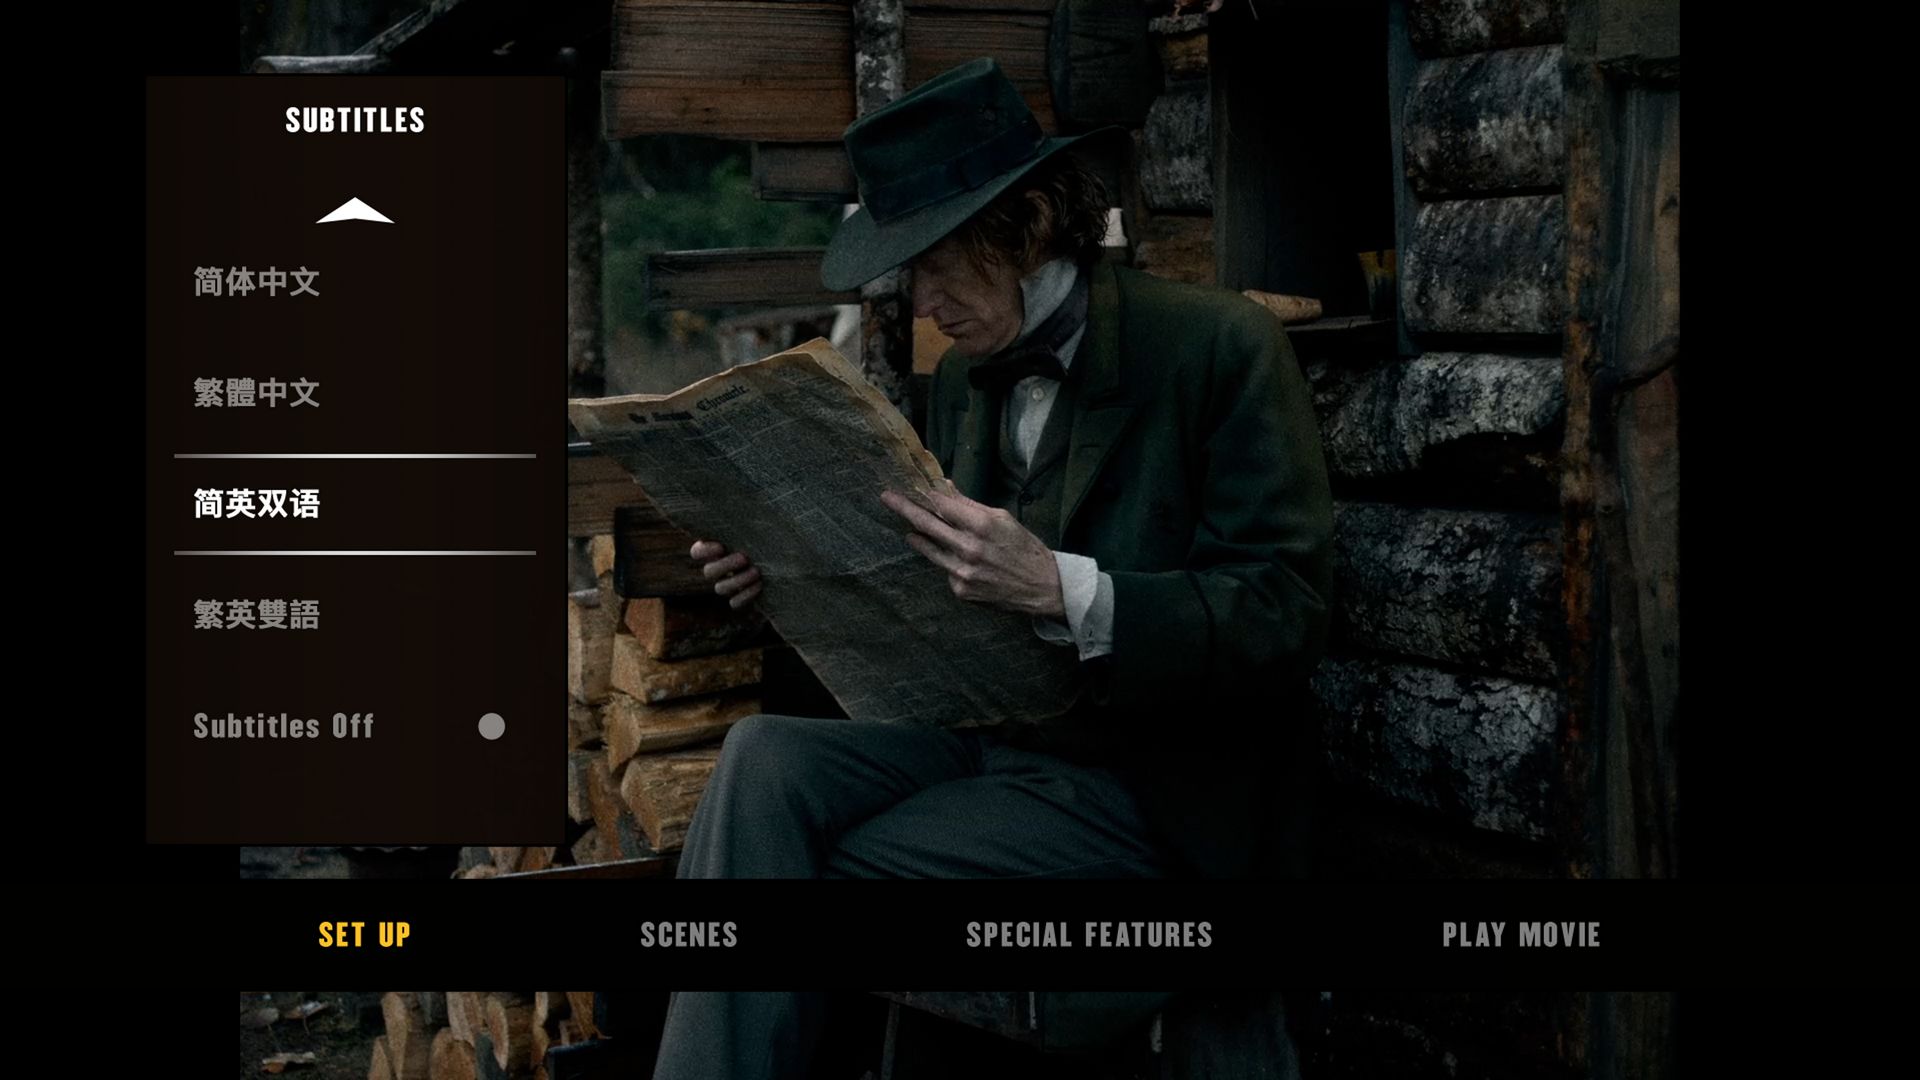 SUBTITLES
简体中文
繁體中文
简英双语
繁英雙語
Subtitles Off
Chronicle
SET UP
SCENES
SPECIAL FEATURES
PLAY MOVIE